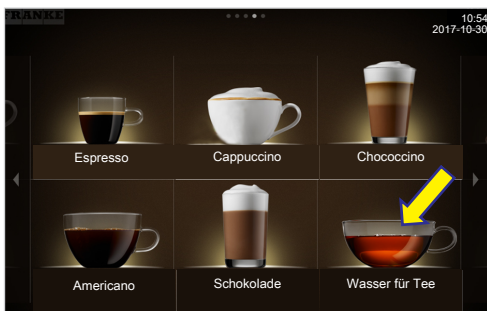 FRANKE
10:54
2017-10-30
Espresso Cappuccino Chococcino
Americano Schokolade Wasser für Tee